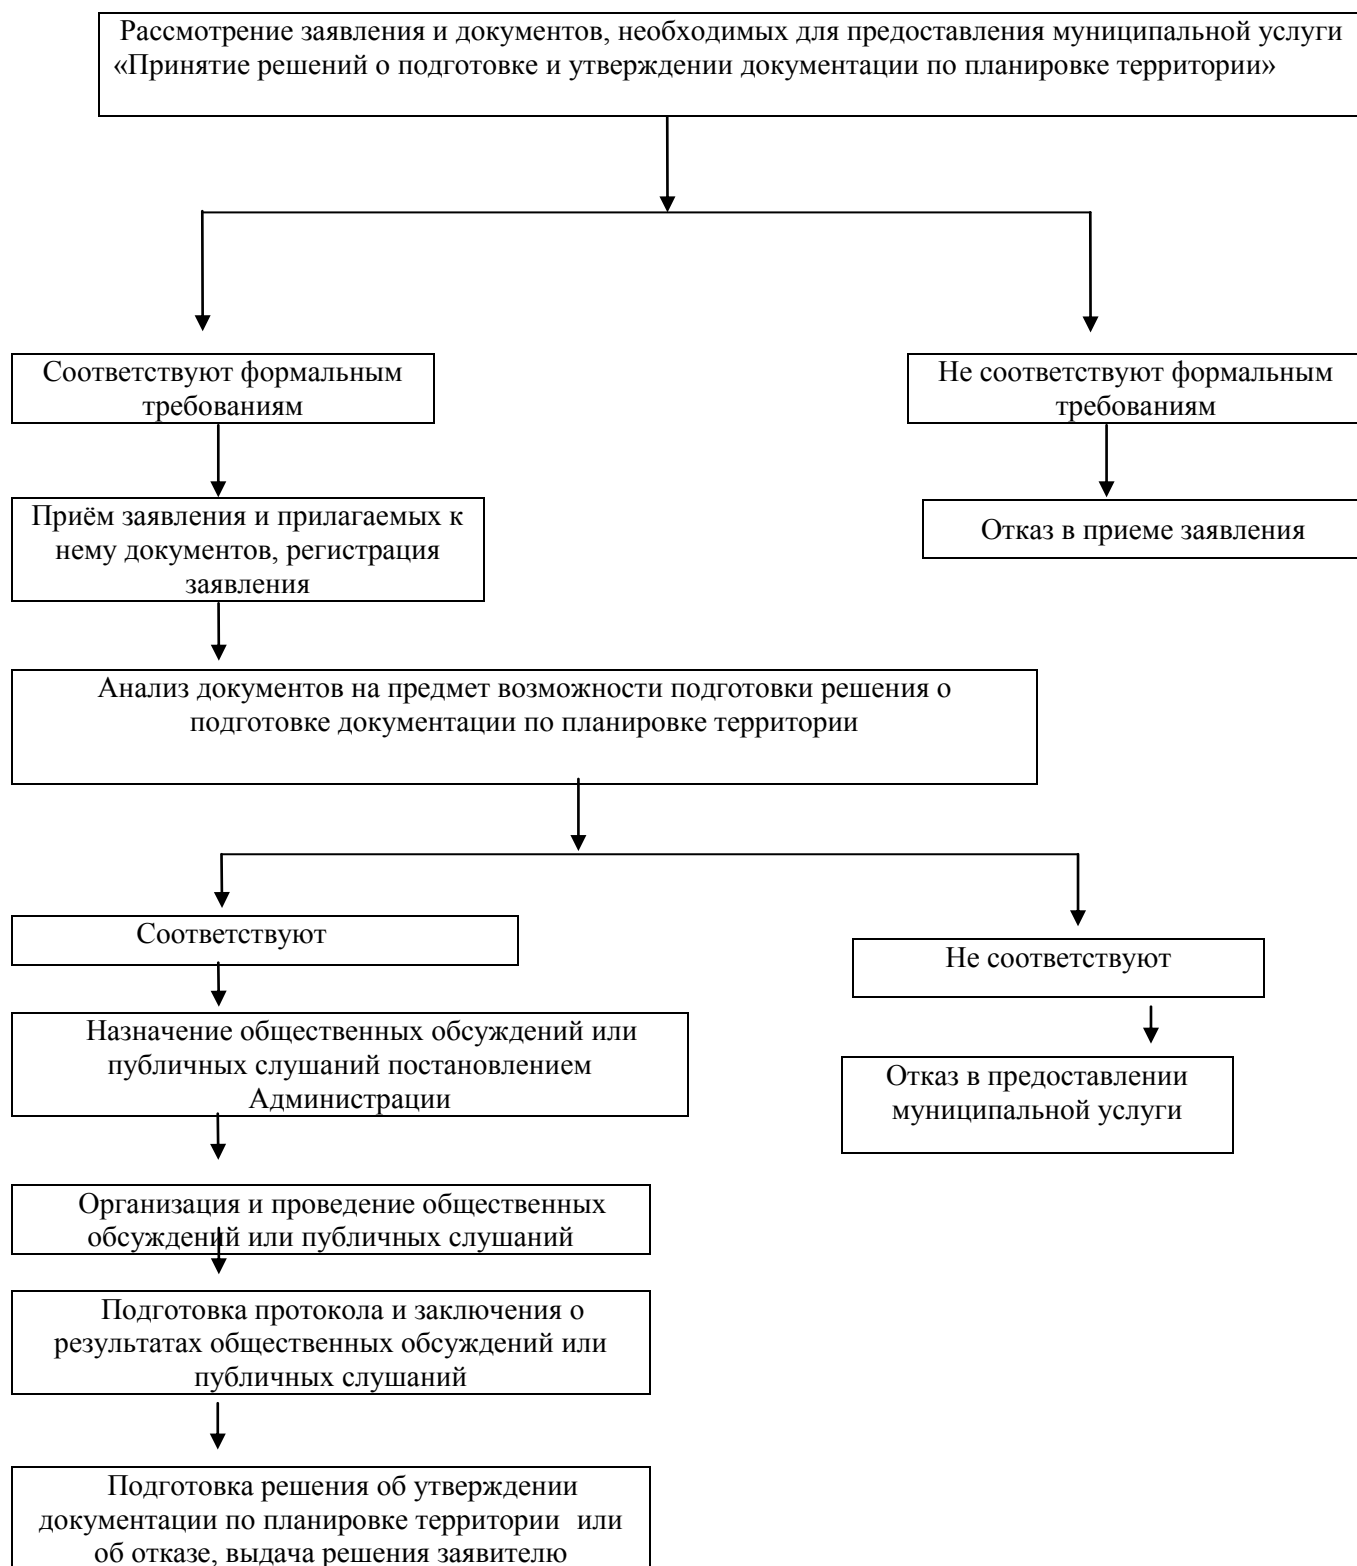 Рассмотрение заявления и документов, необходимых для предоставления муниципальной услуги
«Принятие решений о подготовке и утверждении документации по планировке территории»
Соответствуют формальным
требованиям
Не соответствуют формальным
требованиям
Приём заявления и прилагаемых к
нему документов, регистрация
заявления
Отказ в приеме заявления
Анализ документов на предмет возможности подготовки решения о
подготовке документации по планировке территории
Соответствуют
Не соответствуют
Назначение общественных обсуждений или
публичных слушаний постановлением
Администрации
Отказ в предоставлении
муниципальной услуги
Организация и проведение общественных
обсуждений или публичных слушаний
Подготовка протокола и заключения о
результатах общественных обсуждений или
публичных слушаний
Подготовка решения об утверждении
документации по планировке территории или
об отказе, выдача решения заявителю